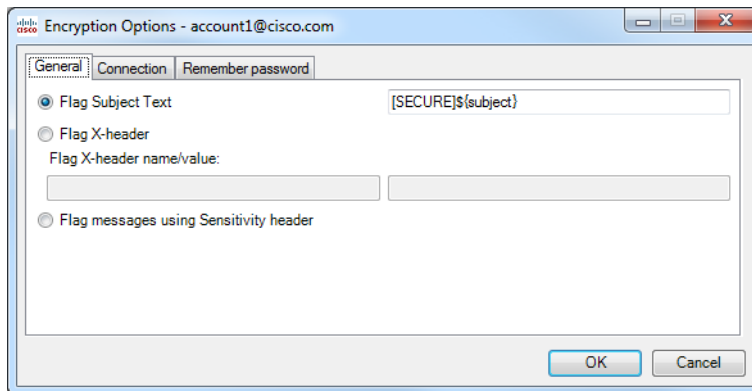 cisco Encryption Options - account1@cisco.com
General Connection Remember password
Flag Subject Text [SECURE]${subject}
Flag X-header
Flag X-header name/value:
Flag messages using Sensitivity header
OK Cancel